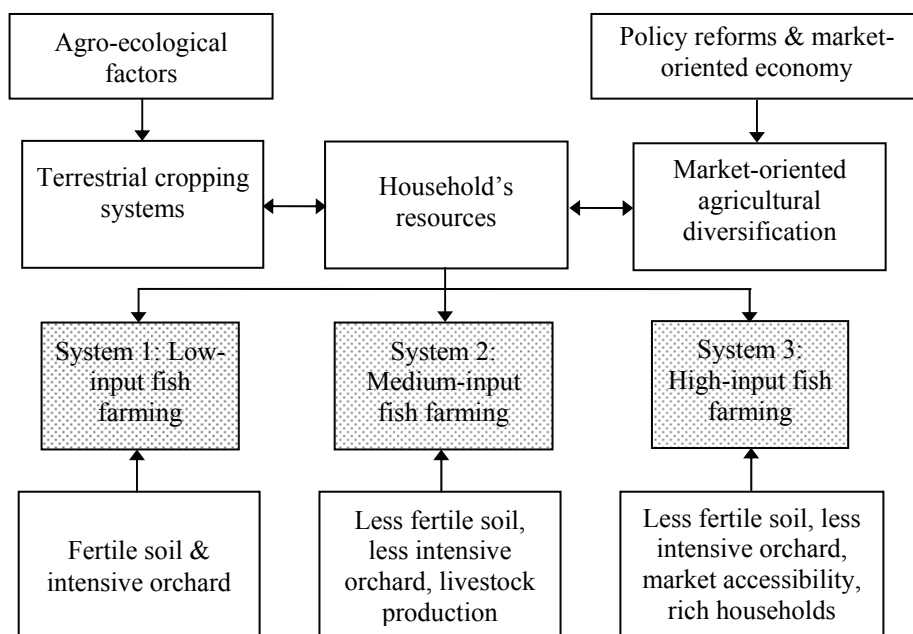 Agro-ecological
factors
Policy reforms & market-
oriented economy
Terrestrial cropping
systems
Household's
resources
Market-oriented
agricultural
diversification
System 1: Low-
input fish
farming
System 2:
Medium-input
fish farming
System 3:
High-input fish
farming
Fertile soil &
intensive orchard
Less fertile soil,
less intensive
orchard, livestock
production
Less fertile soil, less
intensive orchard,
market accessibility,
rich households